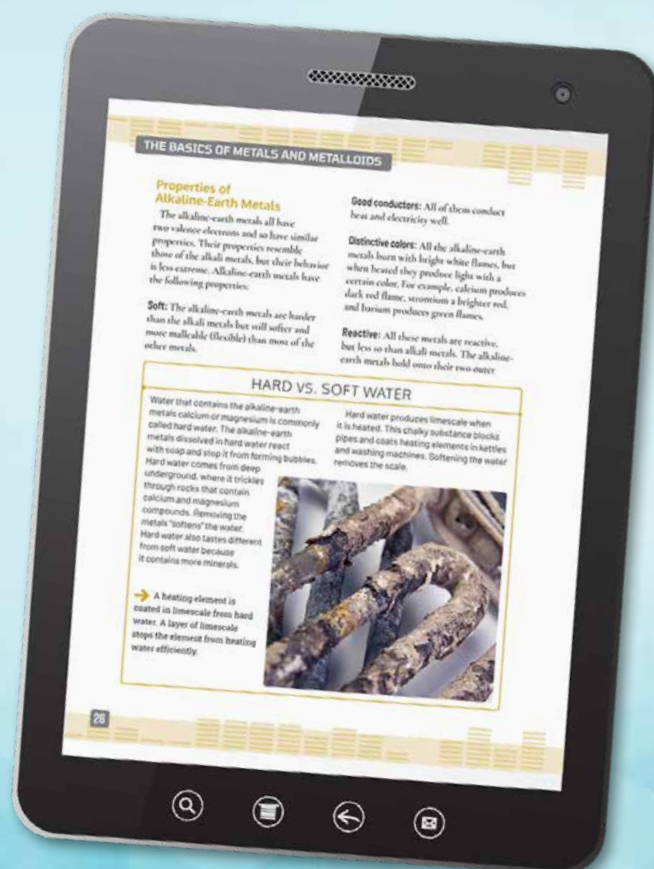 THE BASICS OF METALS AND METALLOIDS
Properties of
Alkaline-Earth Metals
The alkaline-earth metals all have
two valence electrons and so have similar
properties. Their properties resemble
those of the alkali metals, but their behavior
is less extreme. Alkaline-earth metals have
the following properties:
Soft: The alkaline-earth metals are harder
than the alkali metals but still softer and
more malleable (flexible) than most of the
other metals.
Good conductors: All of them conduct
heat and electricity well.
Distinctive colors: All the alkaline-earth
metals burn with bright white flames, but
when heated they produce light with a
certain color. For example, calcium produces
dark red flame, strontium a brighter red,
and barium produces green flames.
Reactive: All these metals are reactive,
but less so than alkali metals. The alkaline-
earth metals hold onto their two outer
HARD VS. SOFT WATER
Water that contains the alkaline-earth
metals calcium or magnesium is commonly
called hard water. The alkaline-earth
metals dissolved in hard water react
with soap and stop it from forming bubbles.
Hard water comes from deep
underground, where it trickles
through rocks that contain
calcium and magnesium
compounds. Removing the
metals "softens" the water.
Hard water also tastes different
from soft water because
it contains more minerals.
Hard water produces limescale when
it is heated. This chalky substance blocks
pipes and coats heating elements in kettles
and washing machines. Softening the water
removes the scale.
A heating element is
coated in limescale from hard
water. A layer of limescale
stops the element from heating
water efficiently.
26